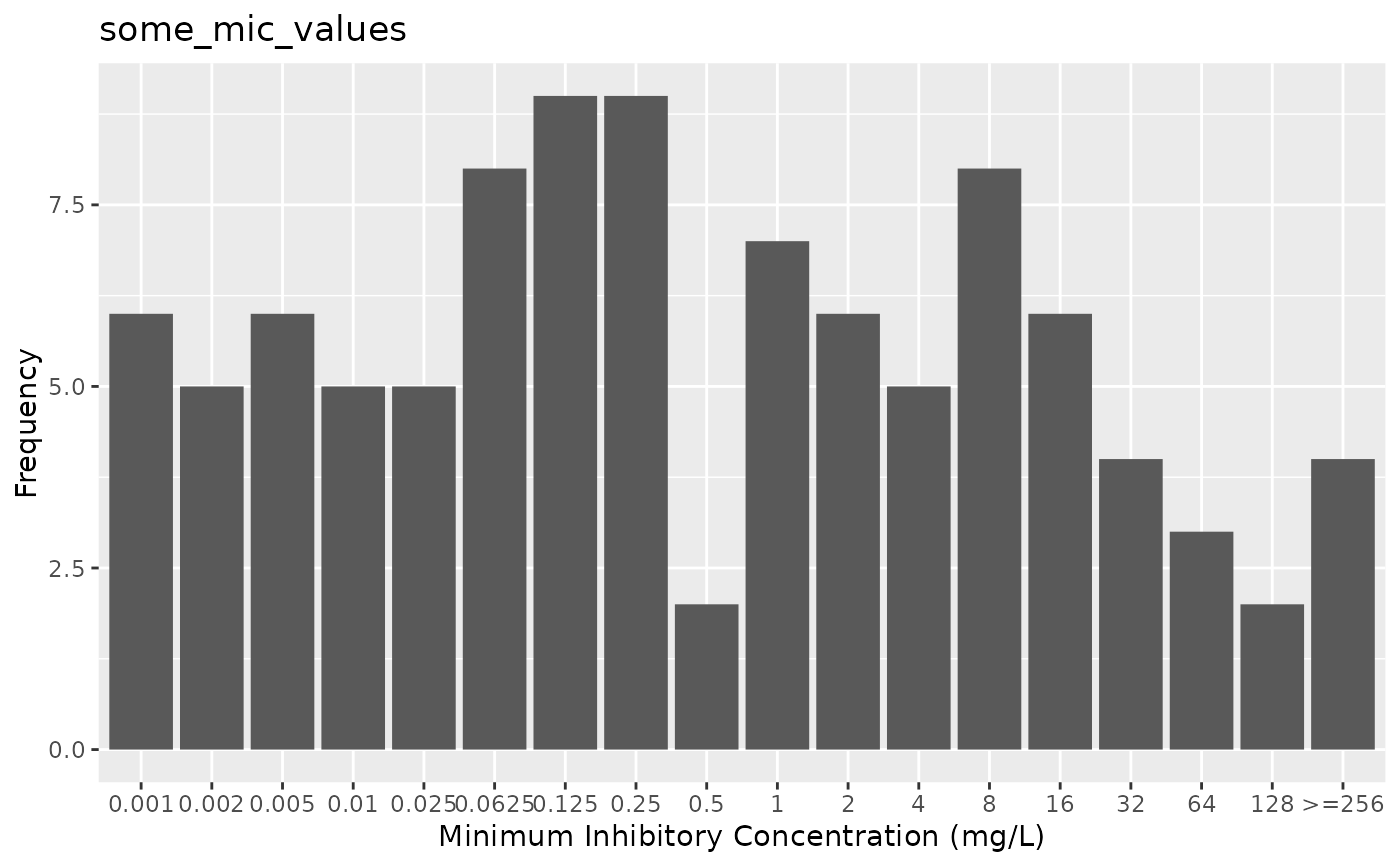 some_mic_values
Frequency
7.5
5.0
2.5
0.0
0.001 0.002 0.005 0.01 0.025 0.0625 0.125 0.25 0.5 1 2 4 8 16 32 64 128 >=256
Minimum Inhibitory Concentration (mg/L)